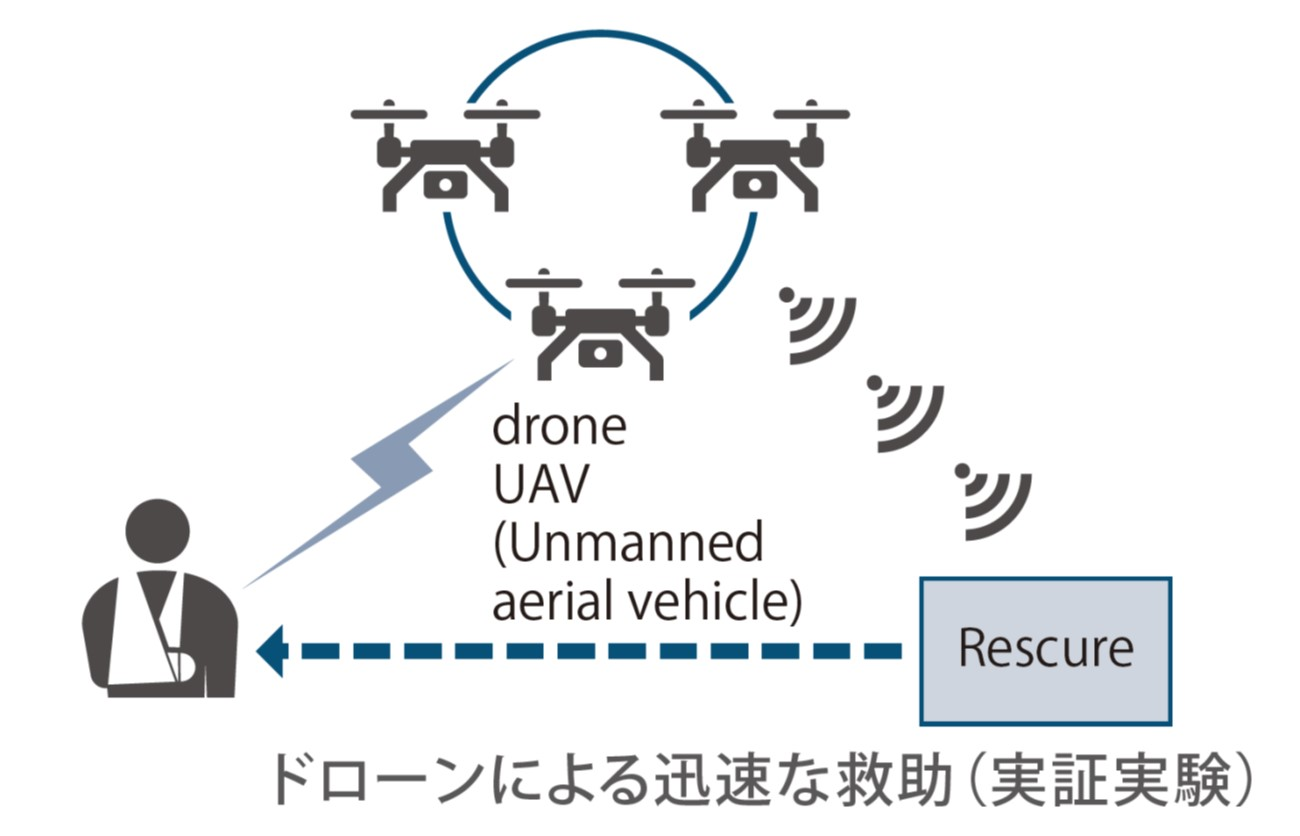 drone
UAV
(Unmanned
aerial vehicle)
Rescure
ドローンによる迅速な救助(実証実験)